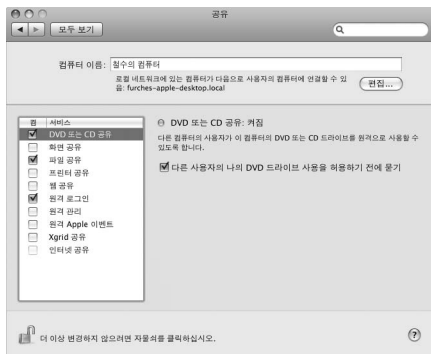 공유
모두 보기
컴퓨터 이름: 철수의 컴퓨터
로컬 네트워크에 있는 컴퓨터가 다음으로 사용자의 컴퓨터에 연결할 수 있
음: furches-apple-desktop.local
편집...
켬 서비스
DVD 또는 CD 공유
화면 공유
파일 공유
프린터 공유
웹 공유
원격 로그인
원격 관리
원격 Apple 이벤트
Xgrid 공유
인터넷 공유
DVD 또는 CD 공유: 켜짐
다른 컴퓨터의 사용자가 이 컴퓨터의 DVD 또는 CD 드라이브를 원격으로 사용할 수
있도록 합니다.
다른 사용자의 나의 DVD 드라이브 사용을 허용하기 전에 묻기
더 이상 변경하지 않으려면 자물쇠를 클릭하십시오.
?